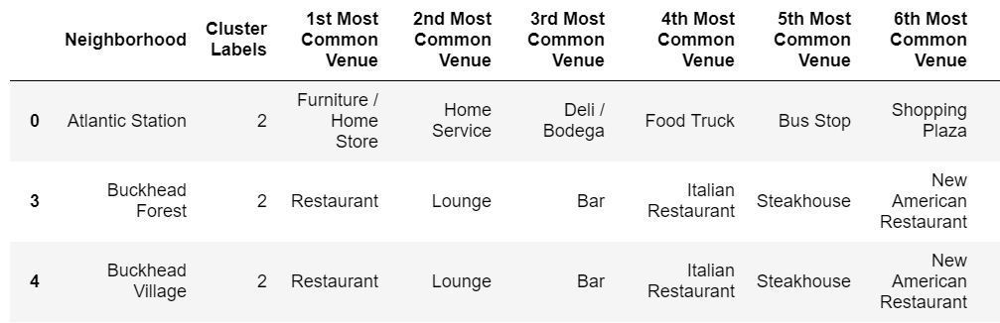 Neighborhood Cluster Labels 1st Most Common Venue 2nd Most Common Venue 3rd Most Common Venue 4th Most Common Venue 5th Most Common Venue 6th Most Common Venue
0 Atlantic Station 2 Furniture / Home Store Home Service Deli / Bodega Food Truck Bus Stop Shopping Plaza
3 Buckhead Forest 2 Restaurant Lounge Bar Italian Restaurant Steakhouse New American Restaurant
4 Buckhead Village 2 Restaurant Lounge Bar Italian Restaurant Steakhouse New American Restaurant